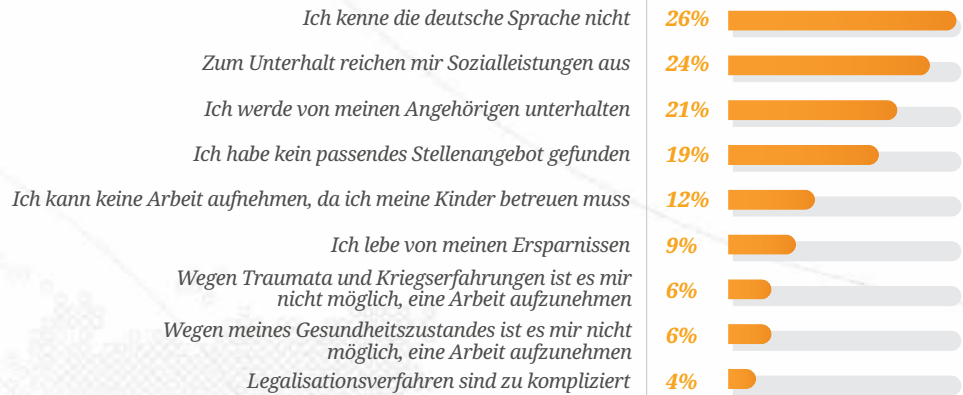 Ich kenne die deutsche Sprache nicht 26%
Zum Unterhalt reichen mir Sozialleistungen aus 24%
Ich werde von meinen Angehörigen unterhalten 21%
Ich habe kein passendes Stellenangebot gefunden 19%
Ich kann keine Arbeit aufnehmen, da ich meine Kinder betreuen muss 12%
Ich lebe von meinen Ersparnissen 9%
Wegen Traumata und Kriegserfahrungen ist es mir
nicht möglich, eine Arbeit aufzunehmen 6%
Wegen meines Gesundheitszustandes ist es mir nicht
möglich, eine Arbeit aufzunehmen 6%
Legalisationsverfahren sind zu kompliziert 4%